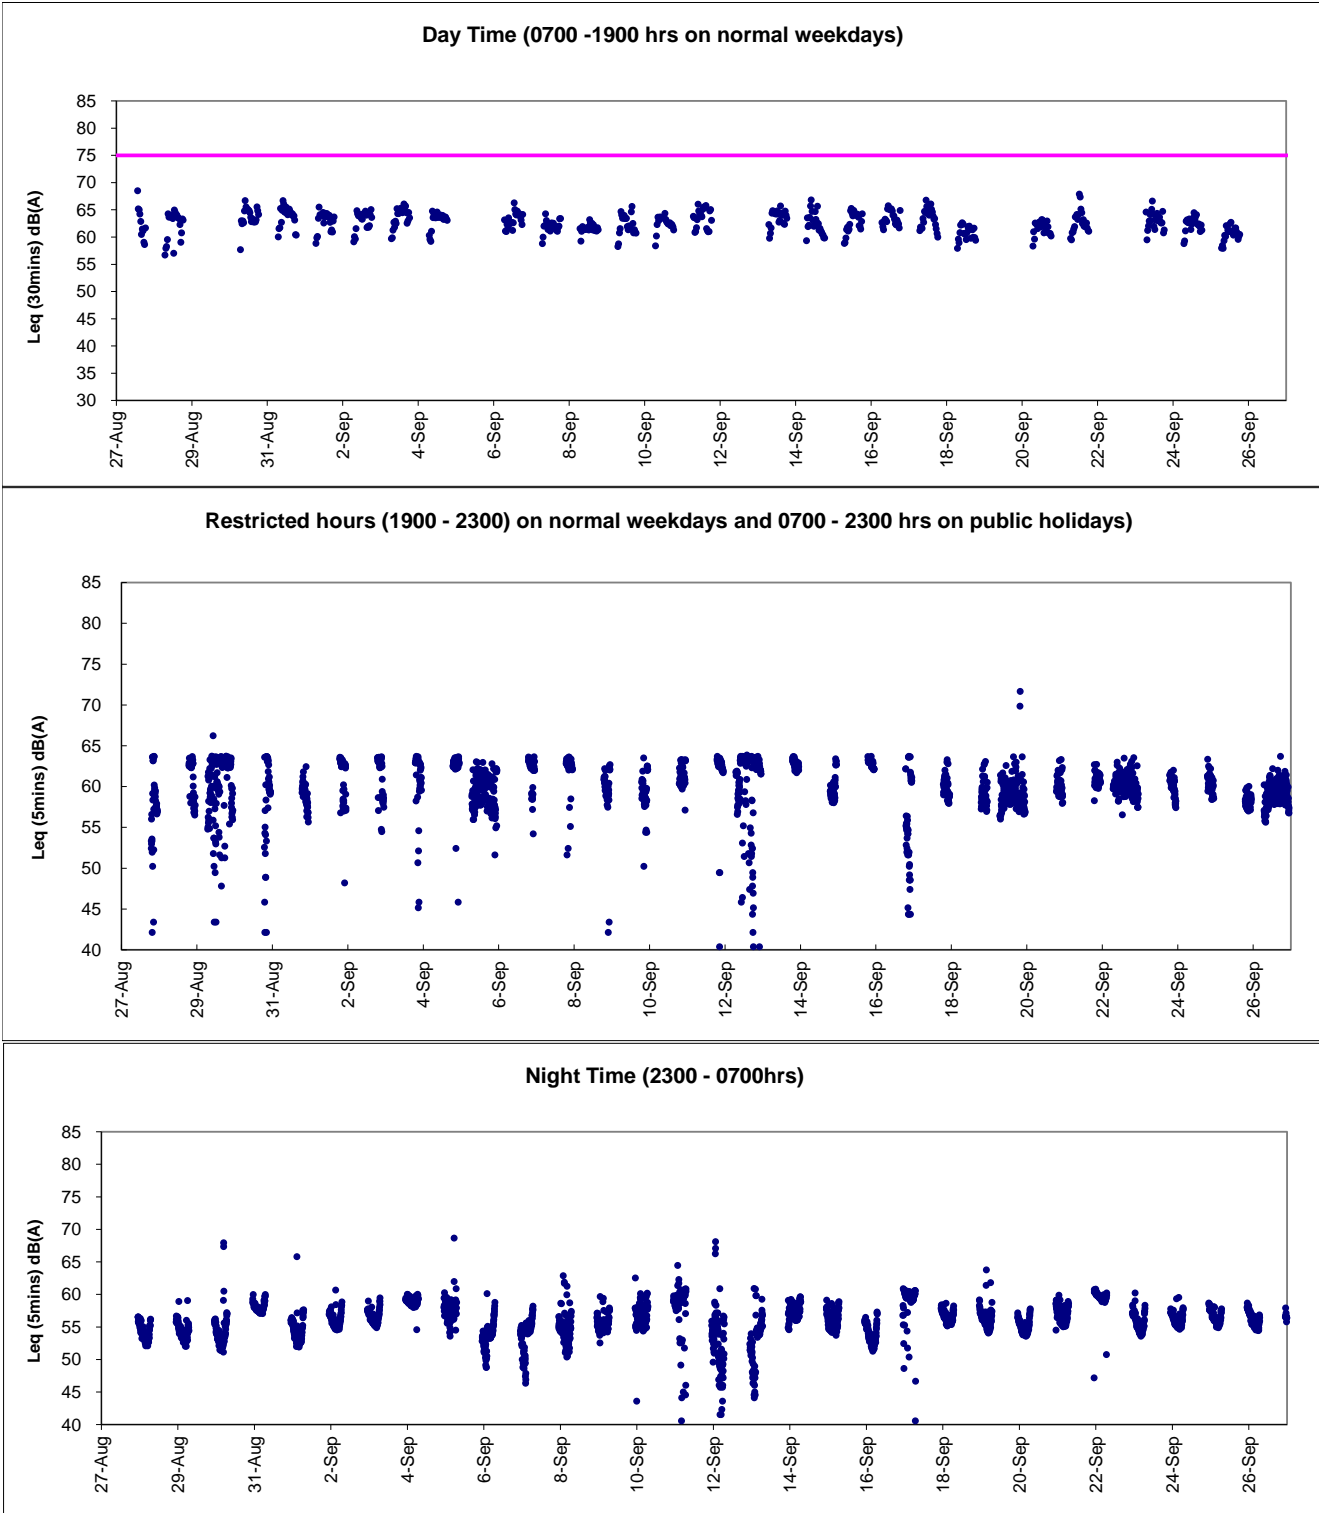 Day Time (0700 -1900 hrs on normal weekdays)
Leq (30mins) dB(A)
85
80
75
70
65
60
55
50
45
40
35
30
27-Aug
29-Aug
31-Aug
2-Sep
4-Sep
6-Sep
8-Sep
10-Sep
12-Sep
14-Sep
16-Sep
18-Sep
20-Sep
22-Sep
24-Sep
26-Sep
Restricted hours (1900 - 2300) on normal weekdays and 0700 - 2300 hrs on public holidays)
Leq (5mins) dB(A)
85
80
75
70
65
60
55
50
45
40
27-Aug
29-Aug
31-Aug
2-Sep
4-Sep
6-Sep
8-Sep
10-Sep
12-Sep
14-Sep
16-Sep
18-Sep
20-Sep
22-Sep
24-Sep
26-Sep
Night Time (2300 - 0700hrs)
Leq (5mins) dB(A)
85
80
75
70
65
60
55
50
45
40
27-Aug
29-Aug
31-Aug
2-Sep
4-Sep
6-Sep
8-Sep
10-Sep
12-Sep
14-Sep
16-Sep
18-Sep
20-Sep
22-Sep
24-Sep
26-Sep